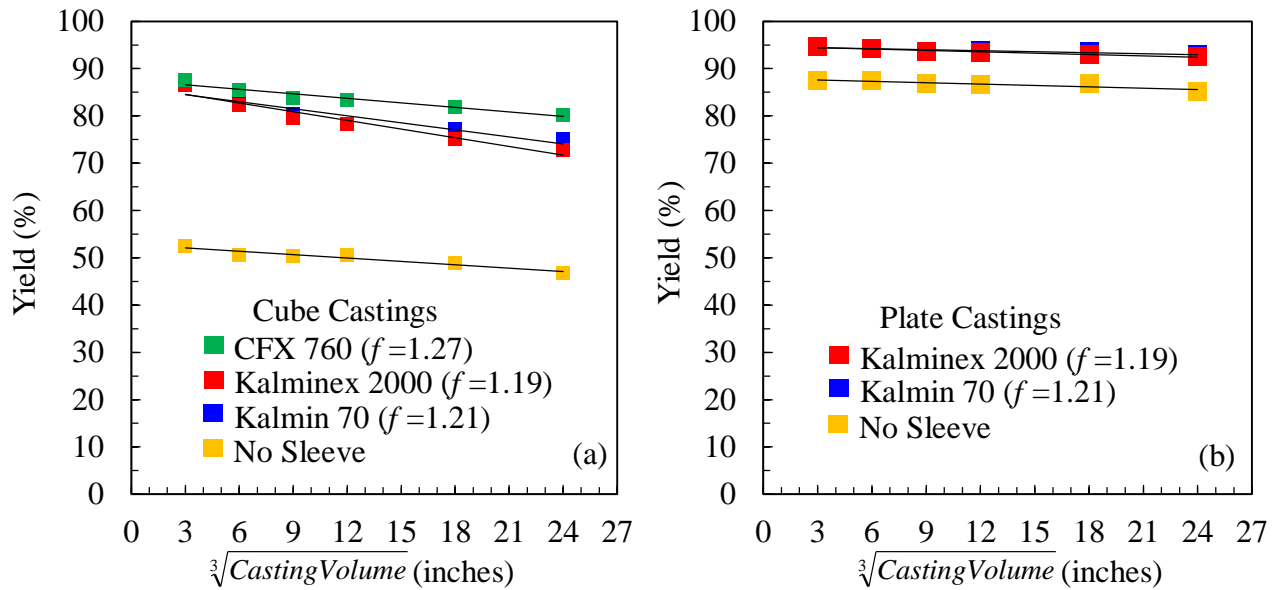 100
90
80
70
60
50
40
30
20
10
0
Yield (%)
Cube Castings
CFX 760 (f =1.27)
Kalminex 2000 (f =1.19)
Kalmin 70 (f =1.21)
No Sleeve
(a)
0 3 6 9 12 15 18 21 24 27
∛CastingVolume (inches)
100
90
80
70
60
50
40
30
20
10
0
Yield (%)
Plate Castings
Kalminex 2000 (f =1.19)
Kalmin 70 (f =1.21)
No Sleeve
(b)
0 3 6 9 12 15 18 21 24 27
∛CastingVolume (inches)